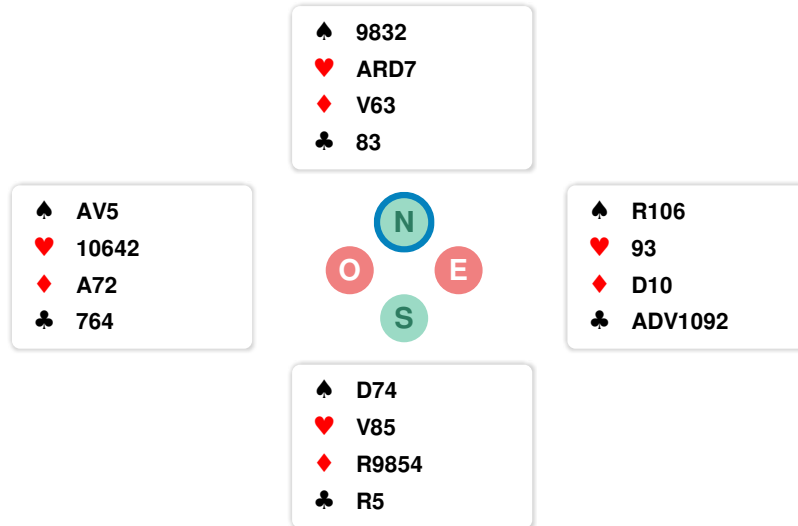 ♠ 9832
♥ ARD7
♦ V63
♣ 83
♠ AV5
♥ 10642
♦ A72
♣ 764
N
O
E
S
♠ R106
♥ 93
♦ D10
♣ ADV1092
♠ D74
♥ V85
♦ R9854
♣ R5